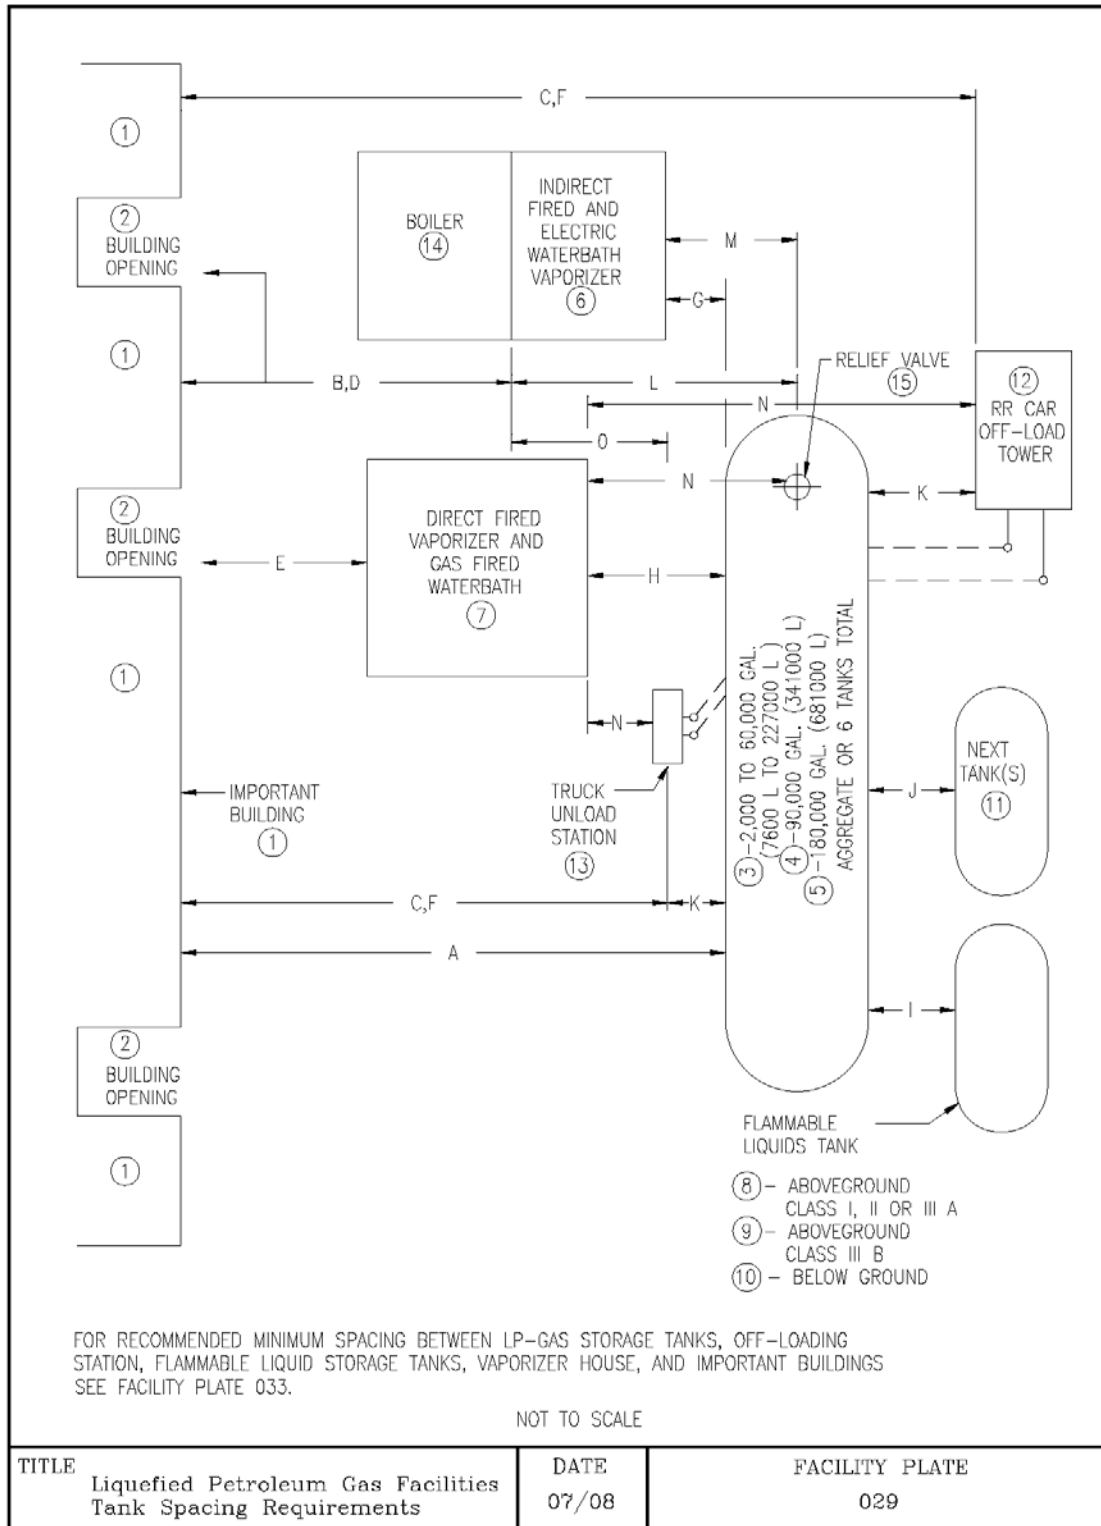 C,F
1
2
BUILDING
OPENING
BOILER
14
INDIRECT
FIRED AND
ELECTRIC
WATERBATH
VAPORIZER
6
M
G
1
B,D
L
RELIEF VALVE
15
12
RR CAR
OFF-LOAD
TOWER
N
O
N
K
2
BUILDING
OPENING
E
DIRECT FIRED
VAPORIZER AND
GAS FIRED
WATERBATH
7
H
3 -2,000 TO 60,000 GAL.
(7600 L TO 227000 L )
4 -90,000 GAL. (341000 L)
5 -180,000 GAL. (681000 L)
AGGREGATE OR 6 TANKS TOTAL
1
N
NEXT
TANK(S)
11
J
IMPORTANT
BUILDING
1
TRUCK
UNLOAD
STATION
13
C,F
K
A
I
2
BUILDING
OPENING
1
FLAMMABLE
LIQUIDS TANK
8 - ABOVEGROUND
CLASS I, II OR III A
9 - ABOVEGROUND
CLASS III B
10 - BELOW GROUND
FOR RECOMMENDED MINIMUM SPACING BETWEEN LP-GAS STORAGE TANKS, OFF-LOADING
STATION, FLAMMABLE LIQUID STORAGE TANKS, VAPORIZER HOUSE, AND IMPORTANT BUILDINGS
SEE FACILITY PLATE 033.
NOT TO SCALE
TITLE
Liquefied Petroleum Gas Facilities
Tank Spacing Requirements
DATE
07/08
FACILITY PLATE
029